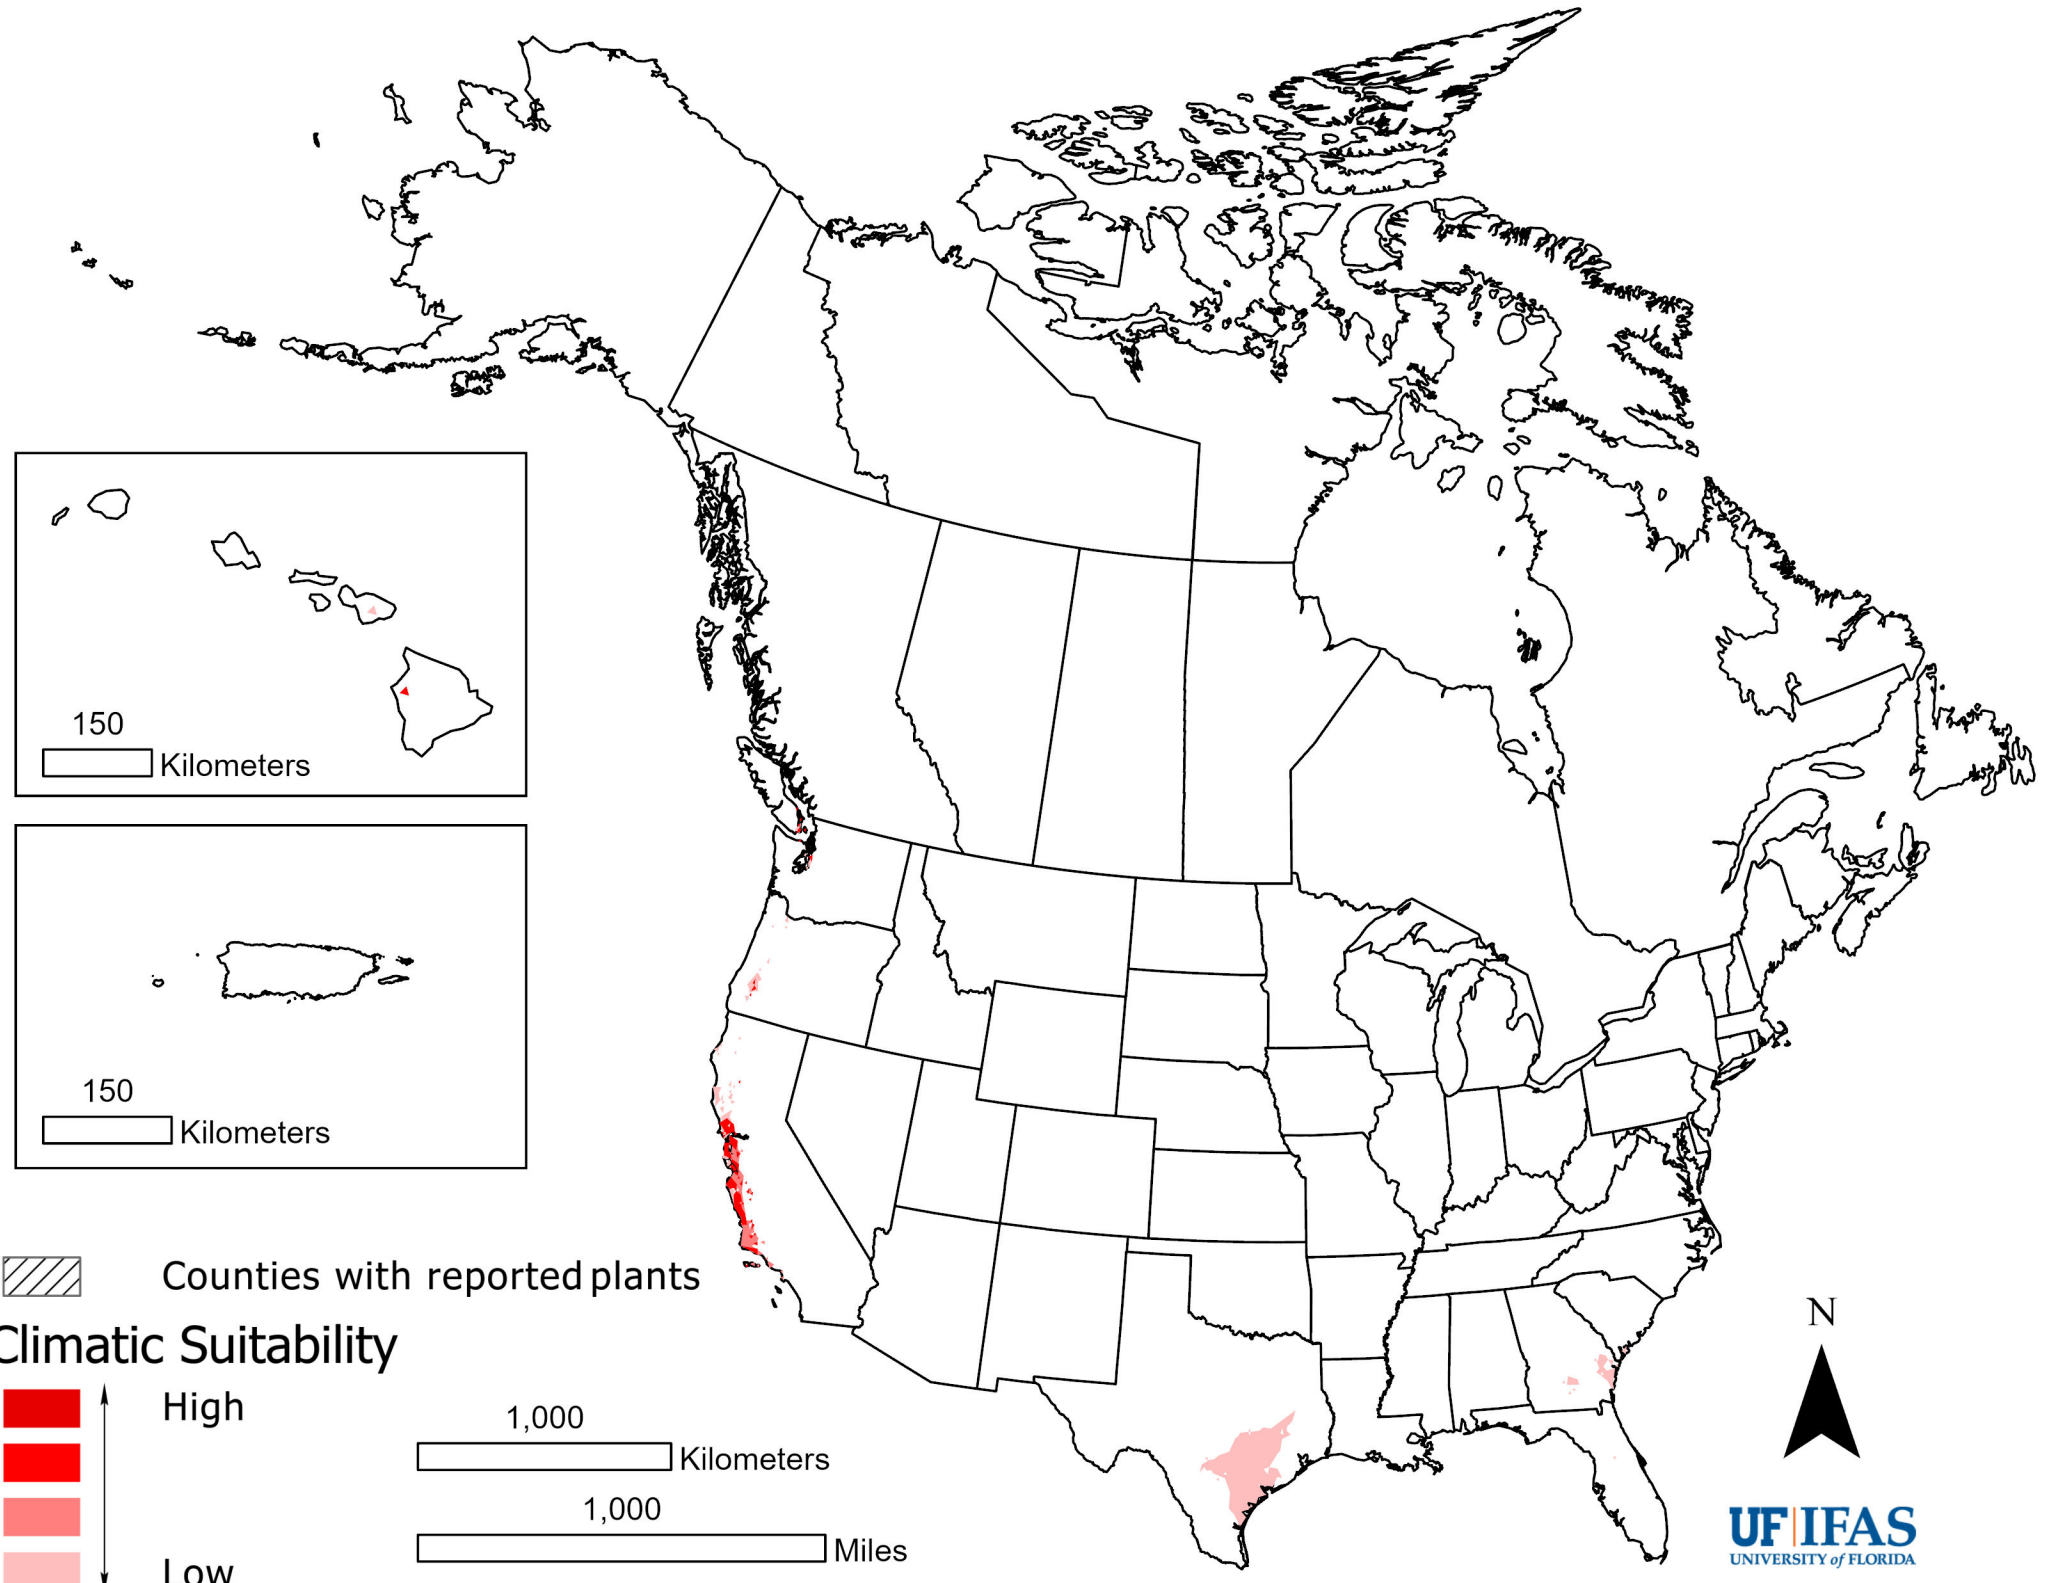 150
Kilometers
150
Kilometers
Counties with reported plants
Climatic Suitability
High
Low
1,000
Kilometers
1,000
Miles
N
UF|IFAS
UNIVERSITY of FLORIDA